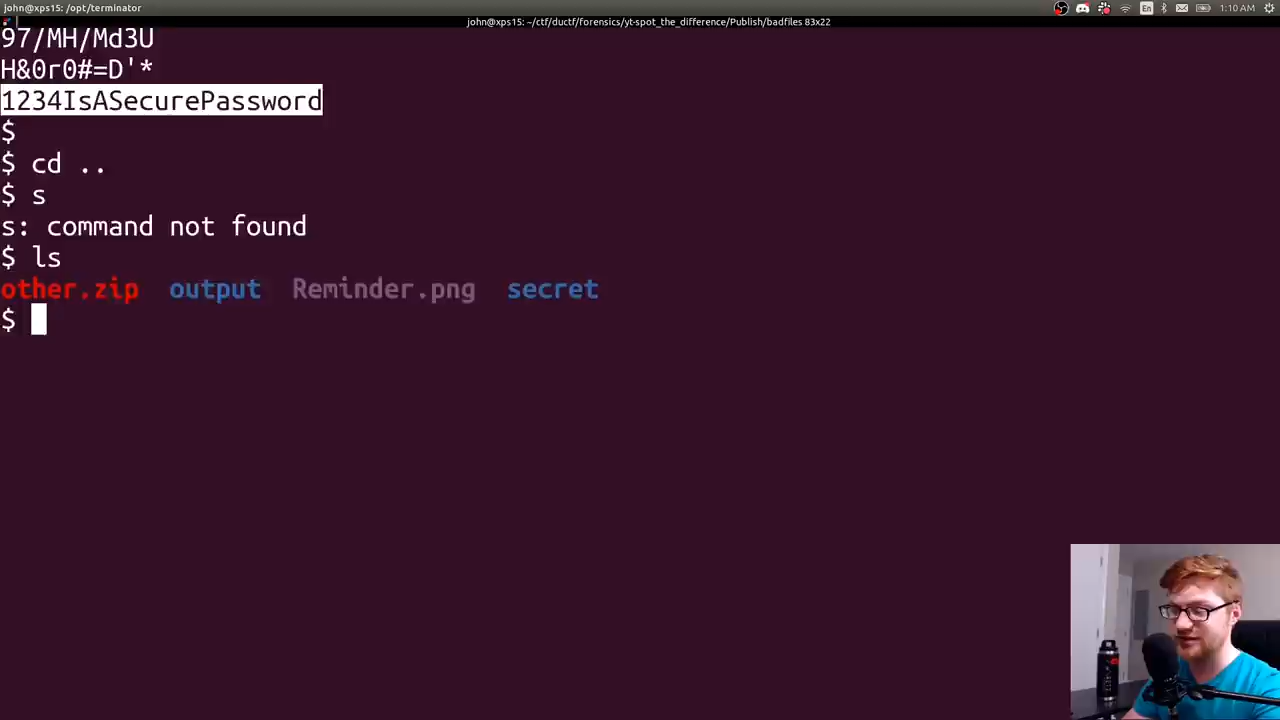 john@xps15: /opt/terminator
En
1:10 AM
john@xps15: ~/ctf/ductf/forensics/yt-spot_the_difference/Publish/badfiles 83x22
97/MH/Md3U
H&0r0#=D'*
1234IsASecurePassword
$
$ cd ..
$ s
s: command not found
$ ls
other.zip output Reminder.png secret
$